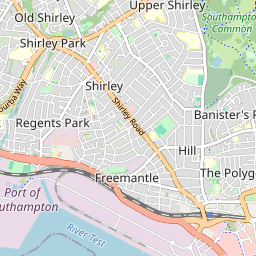 Old Shirley
Upper Shirley
Southampton
Common
Shirley Park
Shirley
Shirley Road
Regents Park
Banister's P
Hill
Freemantle
The Polyg
Port of
outhampton
River Test